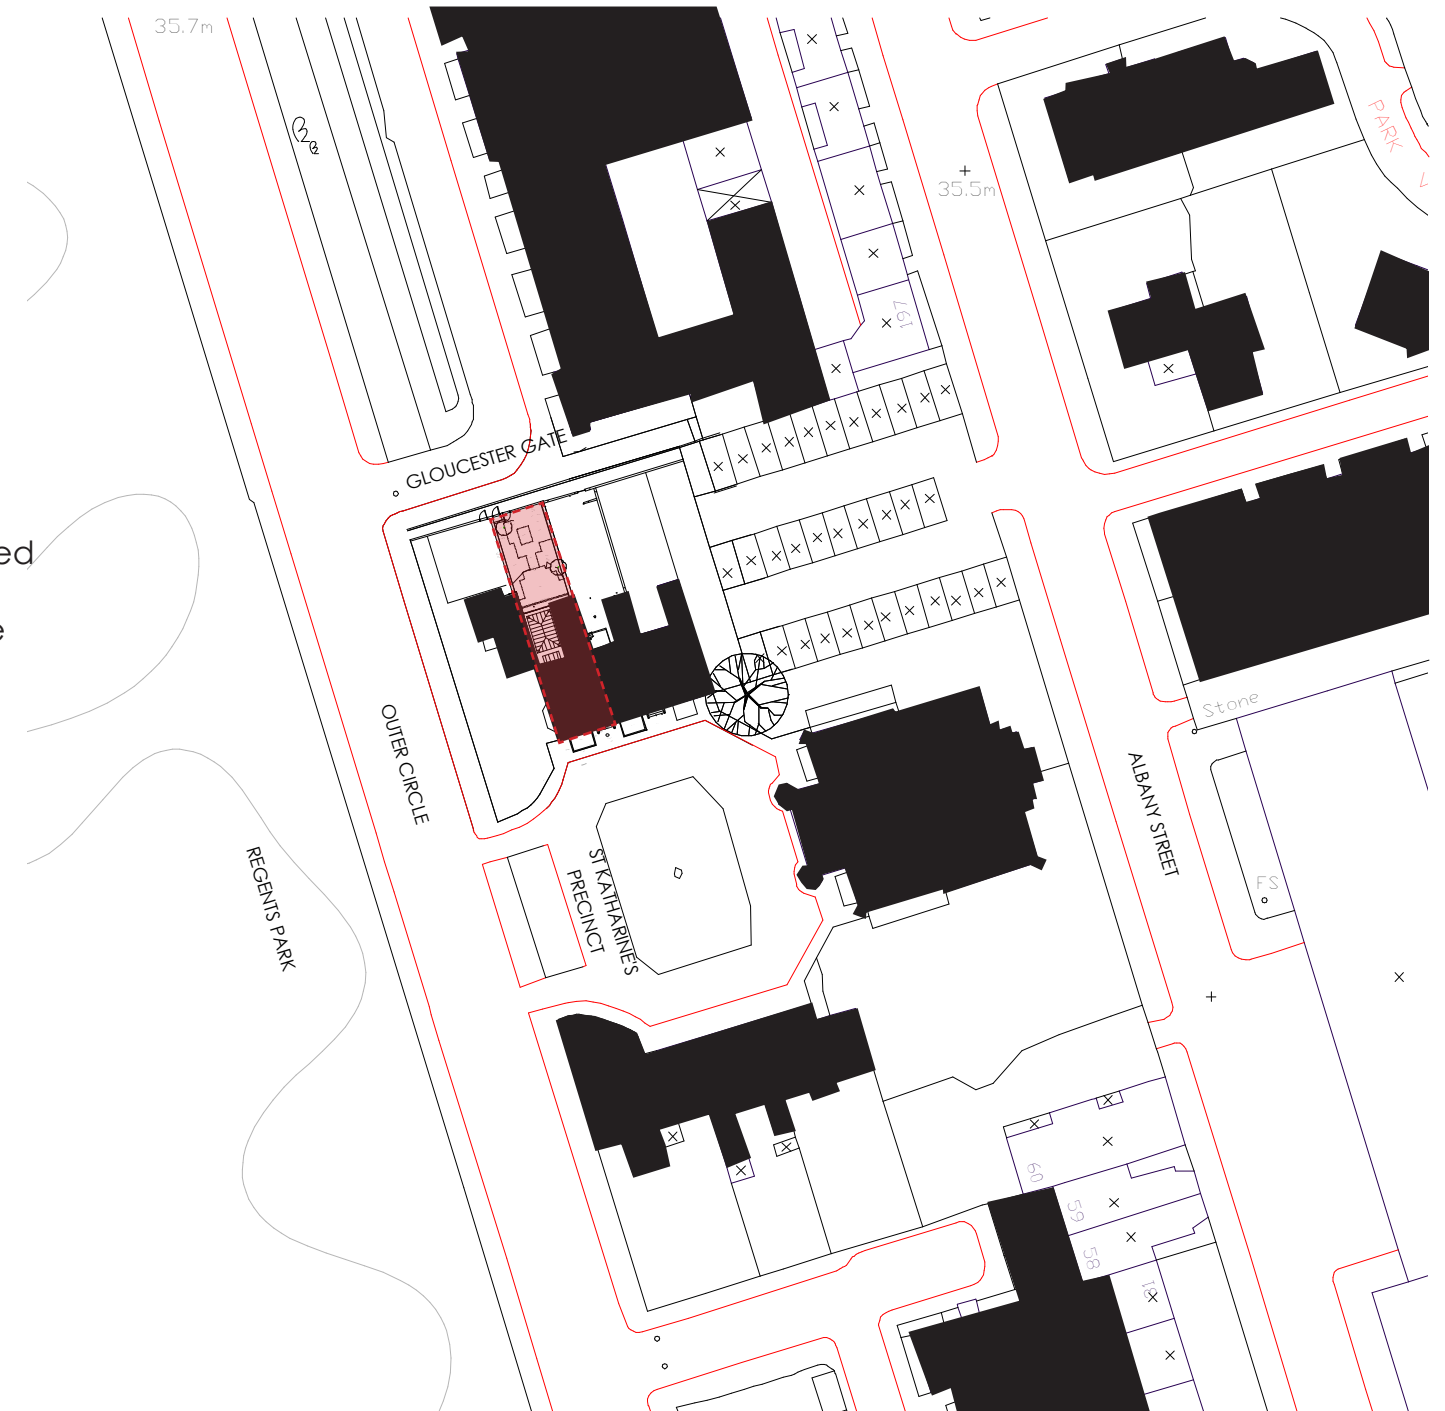 35.7m
PARK
35.5m
197
GLOUCESTER GATE
ed
e
Stone
OUTER CIRCLE
ALBANY STREET
REGENTS PARK
ST KATHARINE'S
PRECINCT
FS
60
59
58
18